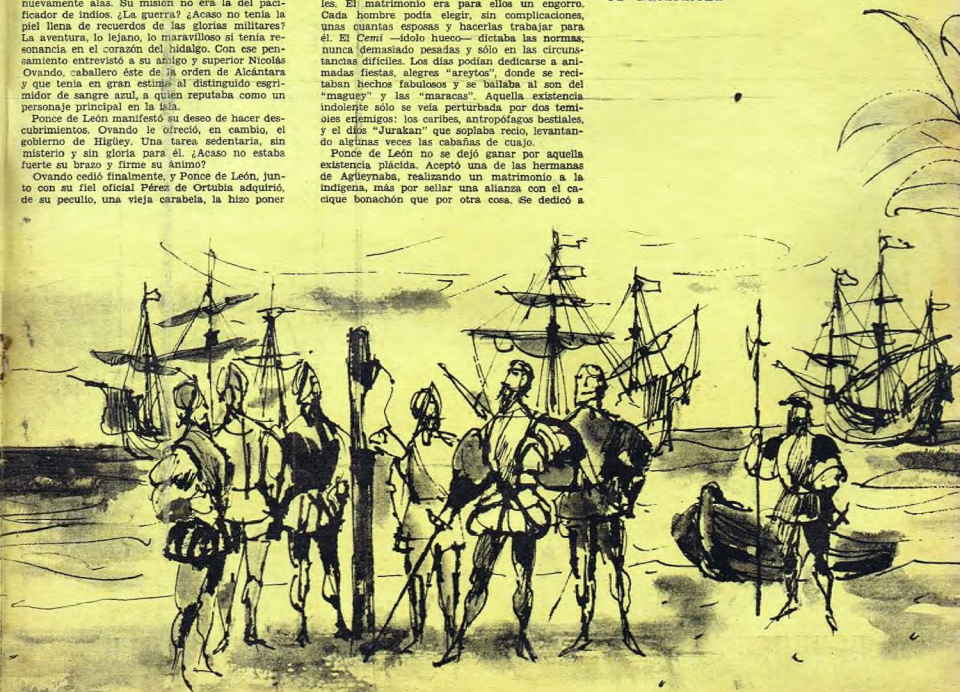 nuevamente alas. Su misión no era la del paci-
ficador de indios. ¿La guerra? ¿Acaso no tenía la
piel llena de recuerdos de las glorias militares?
La aventura, lo lejano, lo maravilloso sí tenía re-
sonancia en el corazón del hidalgo. Con ese pen-
samiento entrevistó a su amigo y superior Nicolás
Ovando, caballero éste de la orden de Alcántara
y que tenía en gran estima al distinguido esgri-
midor de sangre azul, a quien reputaba como un
personaje principal en la isla.
Ponce de León manifestó su deseo de hacer des-
cubrimientos. Ovando le ofreció, en cambio, el
gobierno de Higüey. Una tarea sedentaria, sin
misterio y sin gloria para él. ¿Acaso no estaba
fuerte su brazo y firme su ánimo?
Ovando cedió finalmente, y Ponce de León, jun-
to con su fiel oficial Pérez de Ortubia adquirió,
de su peculio, una vieja carabela, la hizo poner
les. El matrimonio era para ellos un engorro.
Cada hombre podía elegir, sin complicaciones,
unas cuantas esposas y hacerlas trabajar para
él. El Cemi —ídolo hueco— dictaba las normas,
nunca demasiado pesadas y sólo en las circuns-
tancias difíciles. Los días podían dedicarse a ani-
madas fiestas, alegres "areytos", donde se reci-
taban hechos fabulosos y se bailaba al son del
"maguey" y las "maracas". Aquella existencia
indolente sólo se veía perturbada por dos temi-
bles enemigos: los caribes, antropófagos bestiales,
y el dios "Jurakan" que soplaba recio, levantan-
do algunas veces las cabañas de cuajo.
Ponce de León no se dejó ganar por aquella
existencia plácida. Aceptó una de las hermanas
de Agüeynaba, realizando un matrimonio a la
indígena, más por sellar una alianza con el ca-
cique bonachón que por otra cosa. Se dedicó a